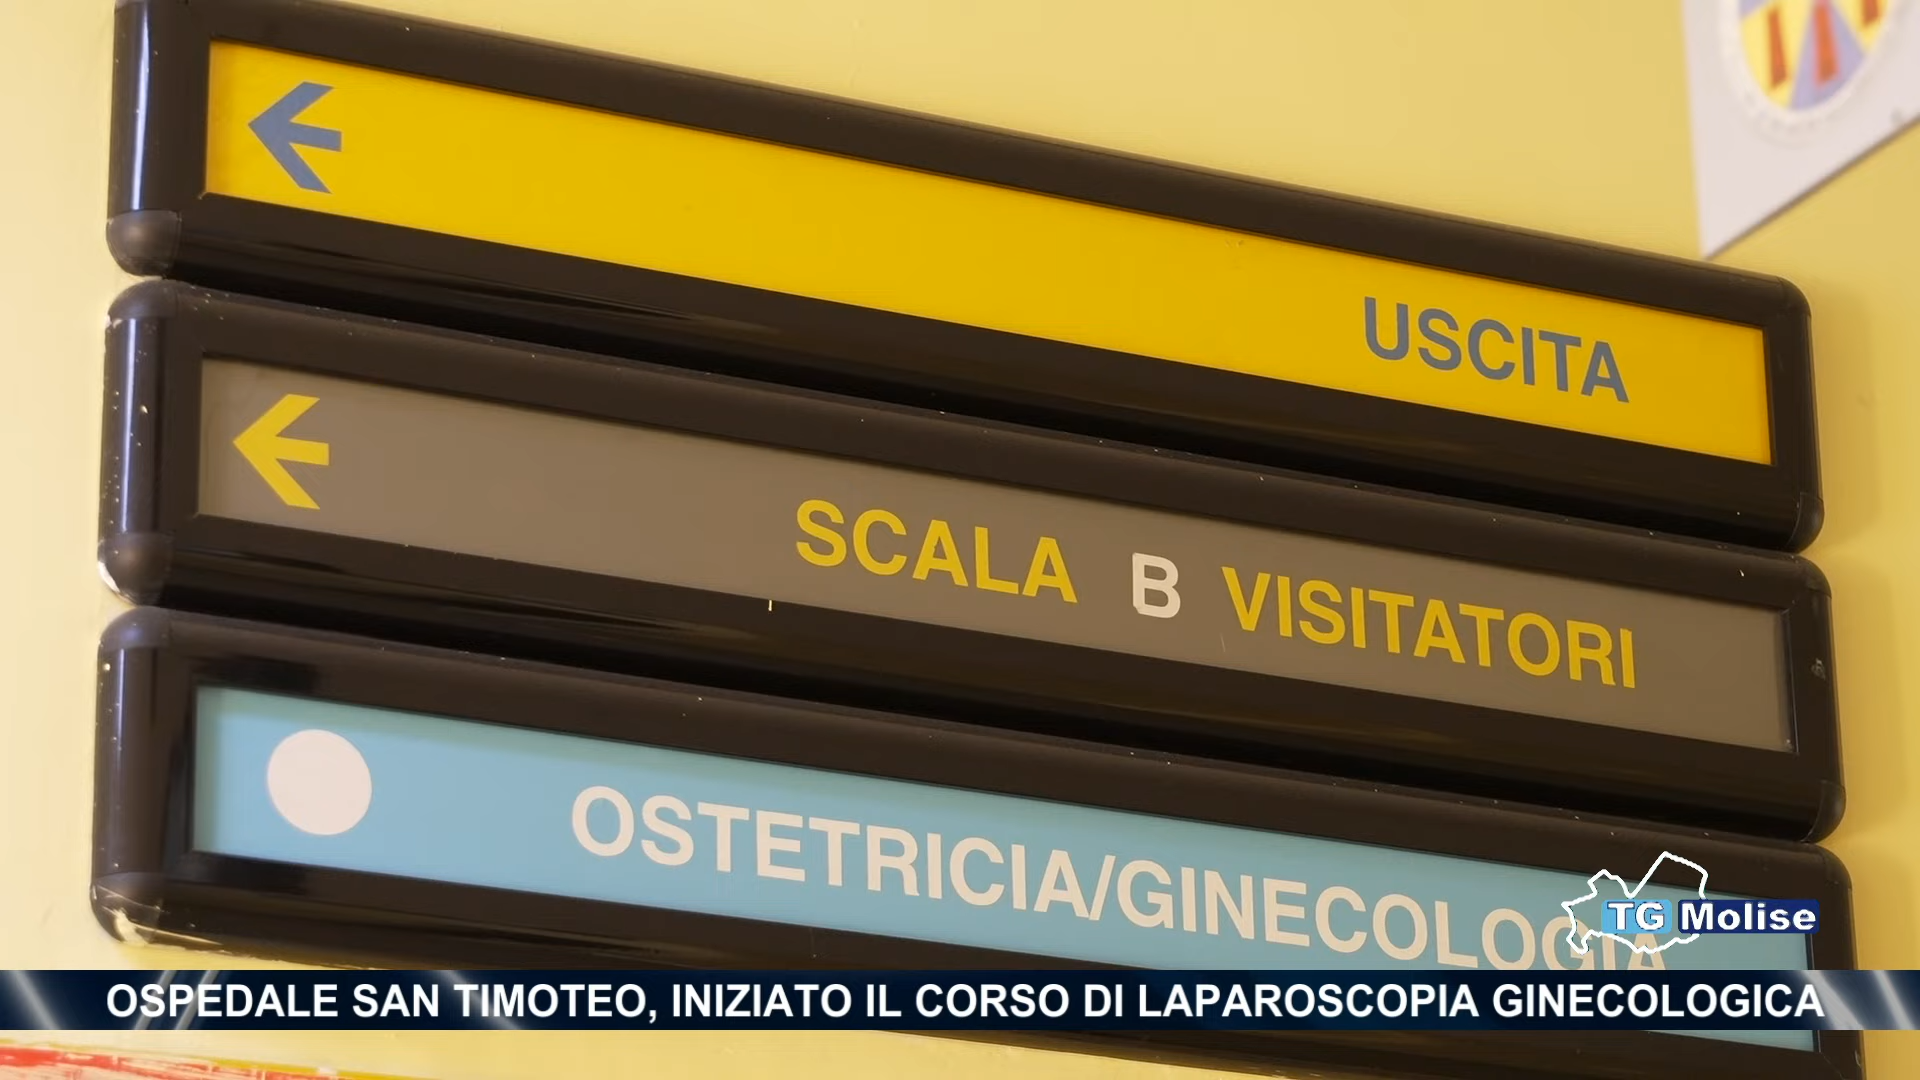 USCITA
SCALA B VISITATORI
OSTETRICIA/GINECOLOGIA
TG Molise
OSPEDALE SAN TIMOTEO, INIZIATO IL CORSO DI LAPAROSCOPIA GINECOLOGICA